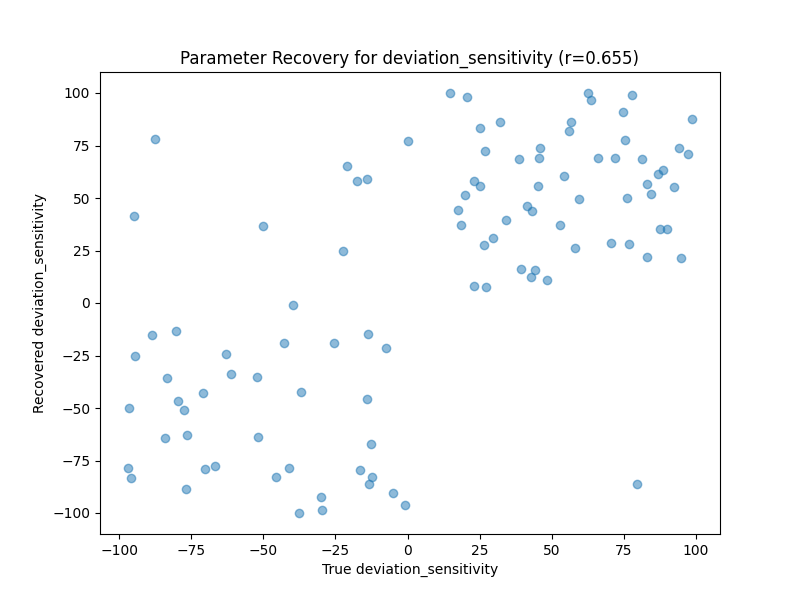 Parameter Recovery for deviation_sensitivity (r=0.655)
100
75
50
25
0
−25
−50
−75
−100
Recovered deviation_sensitivity
−100 −75 −50 −25 0 25 50 75 100
True deviation_sensitivity